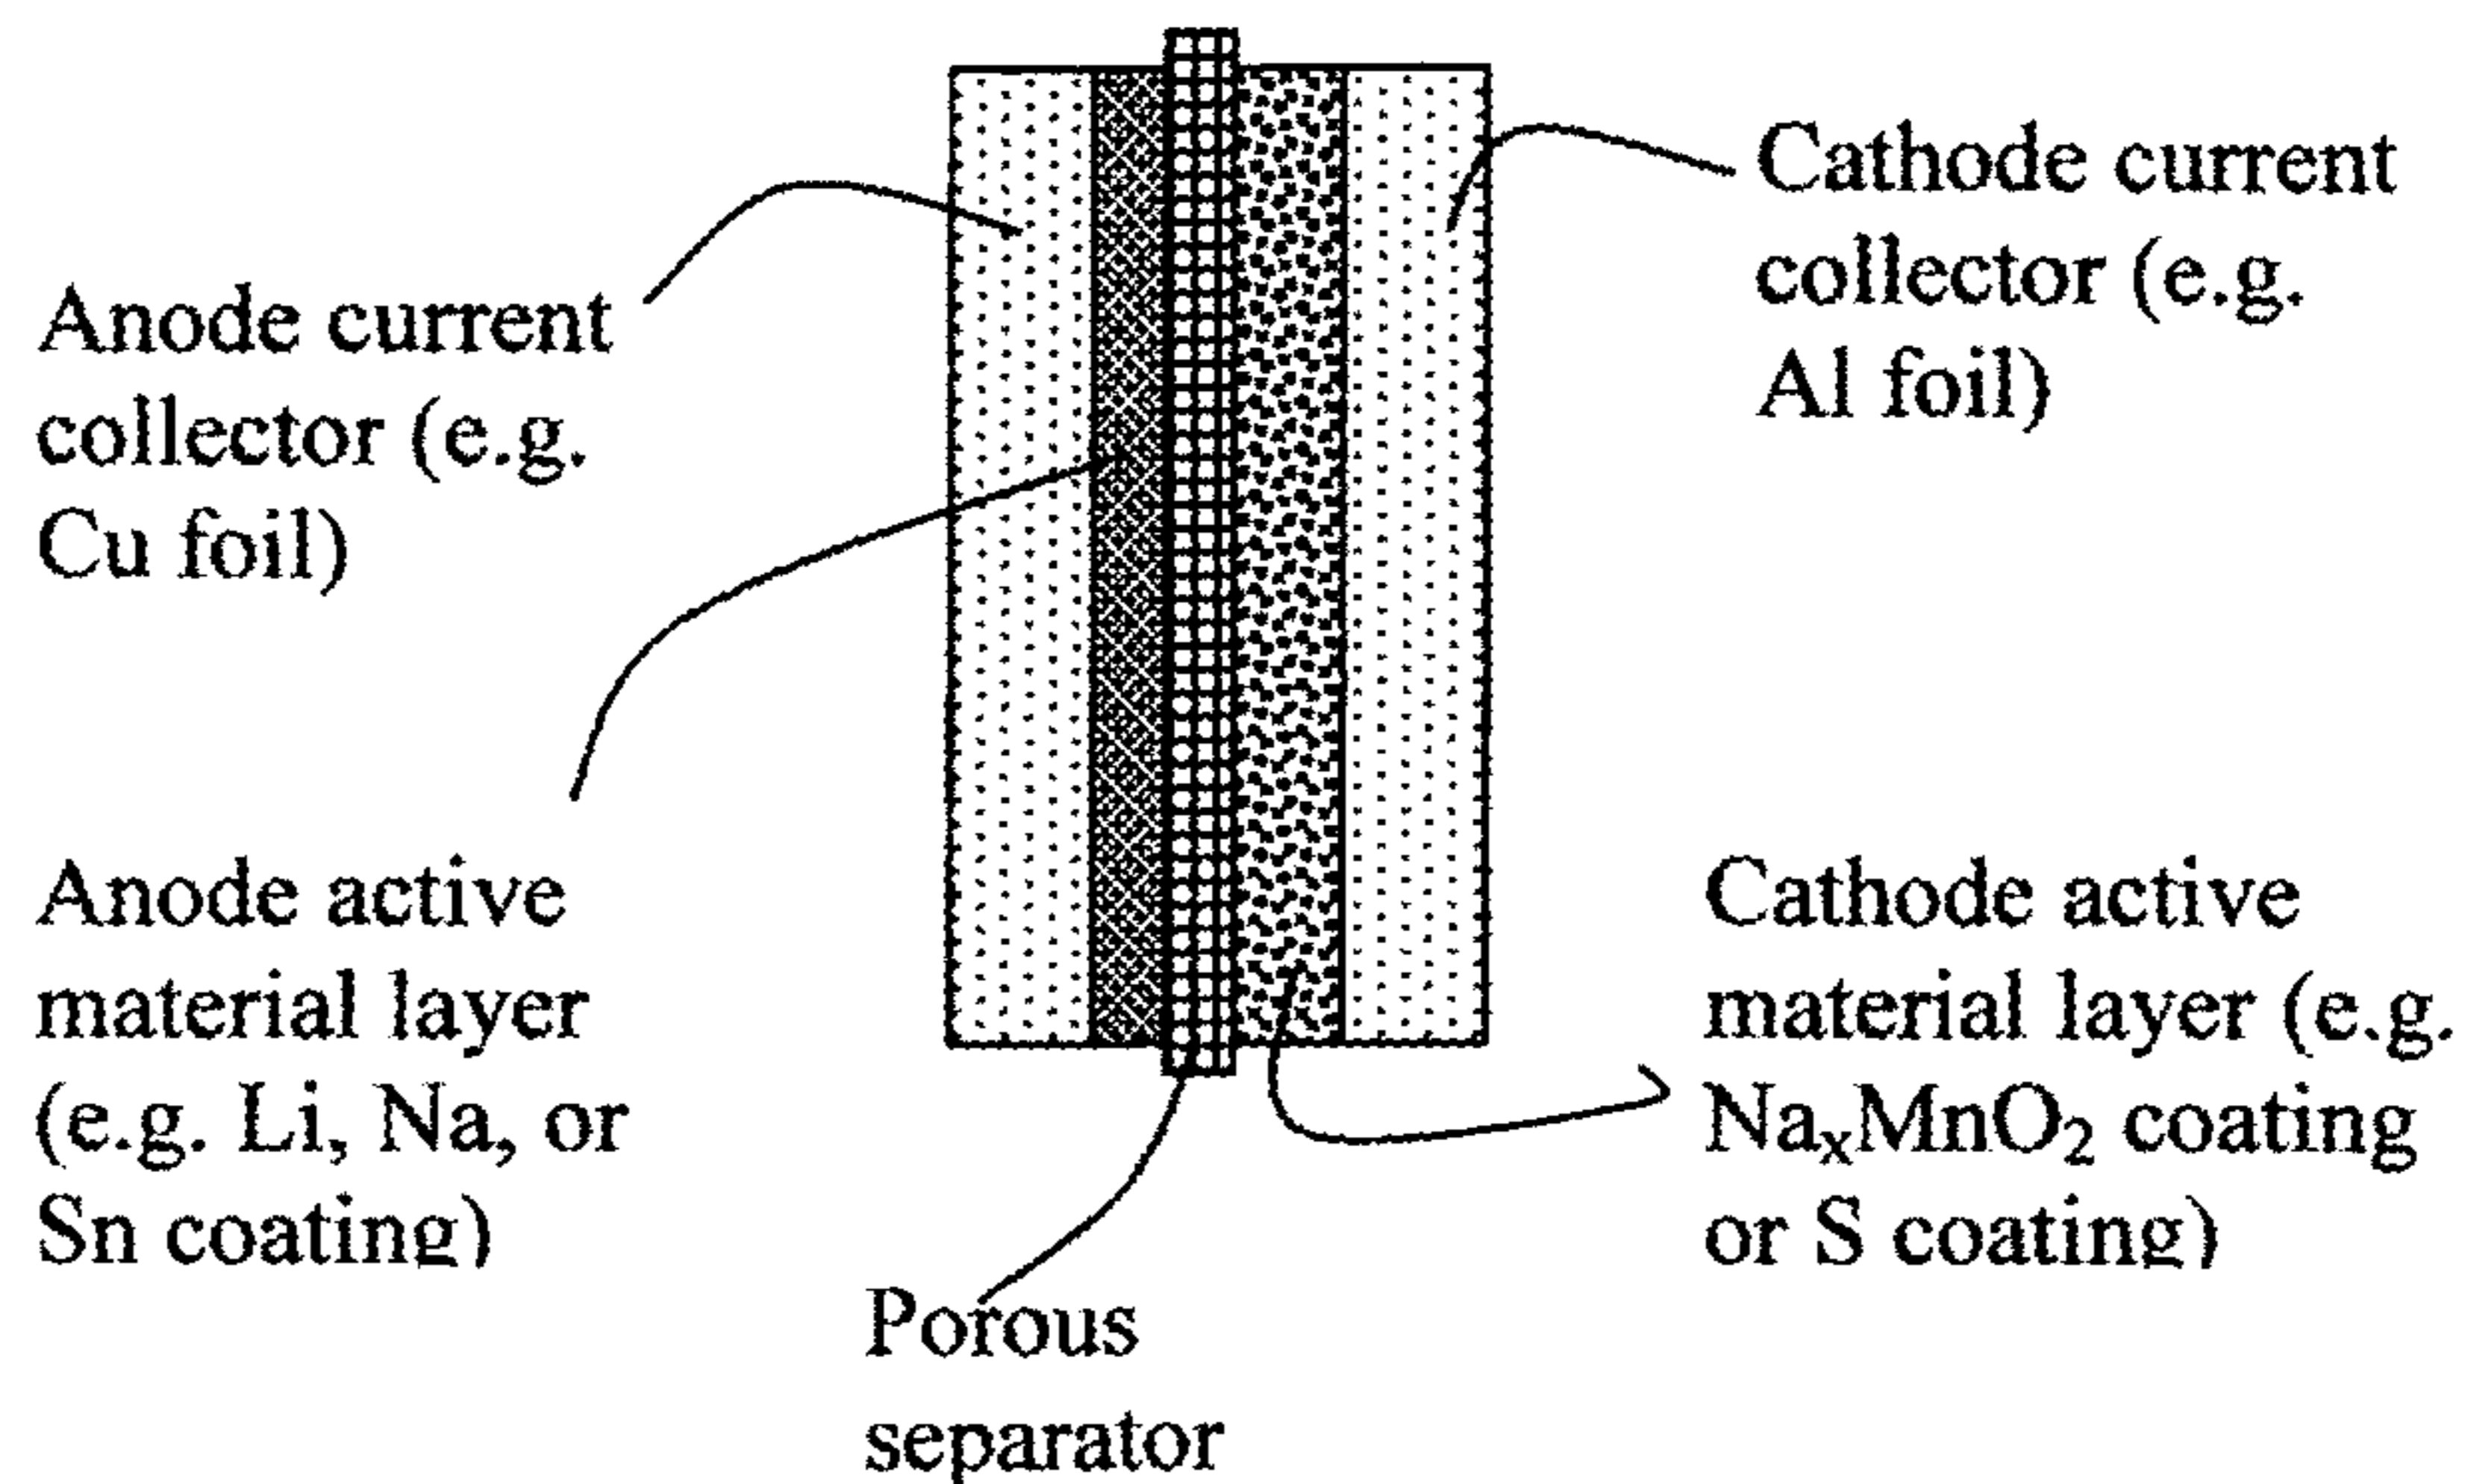 Anode current
collector (e.g.
Cu foil)
Cathode current
collector (e.g.
Al foil)
Anode active
material layer
(e.g. Li, Na, or
Sn coating)
Cathode active
material layer (e.g.
NaₓMnO₂ coating
or S coating)
Porous
separator